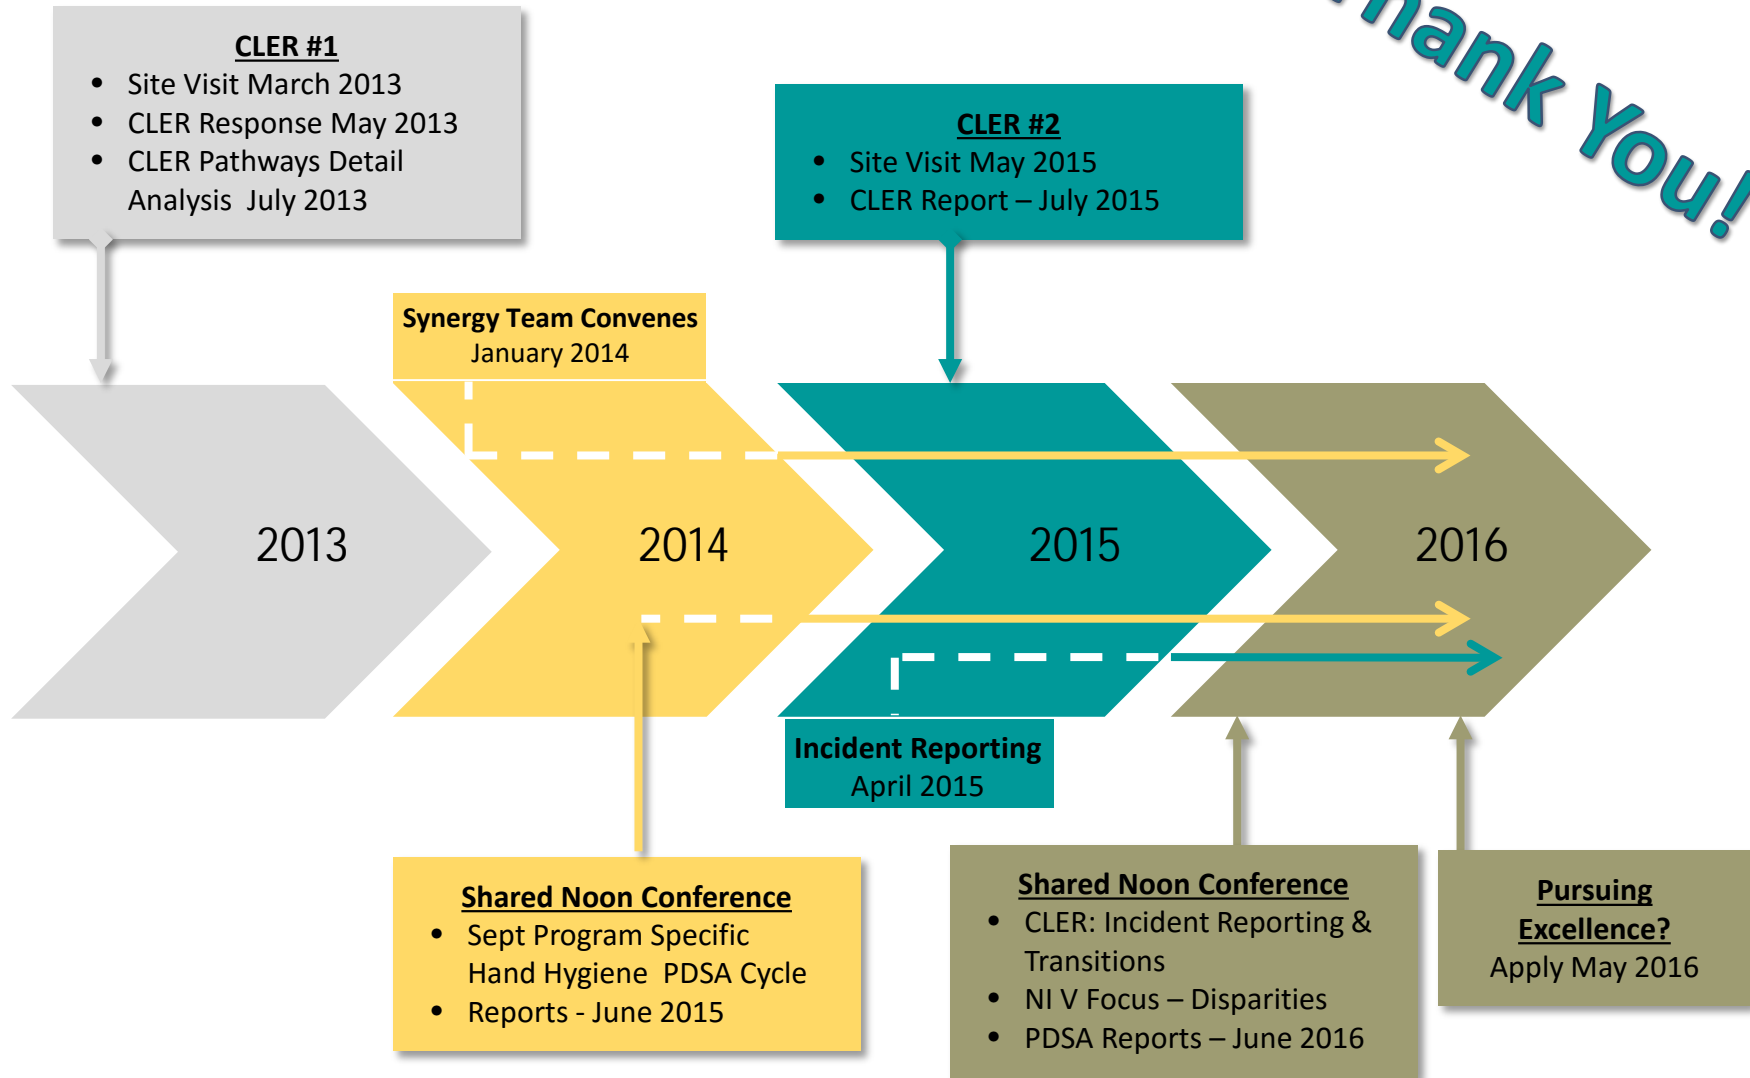 Thank You!
CLER #1
• Site Visit March 2013
• CLER Response May 2013
• CLER Pathways Detail
Analysis July 2013
CLER #2
• Site Visit May 2015
• CLER Report – July 2015
Synergy Team Convenes
January 2014
2013
2014
2015
2016
Incident Reporting
April 2015
Shared Noon Conference
• Sept Program Specific
Hand Hygiene PDSA Cycle
• Reports - June 2015
Shared Noon Conference
• CLER: Incident Reporting &
Transitions
• NI V Focus – Disparities
• PDSA Reports – June 2016
Pursuing
Excellence?
Apply May 2016